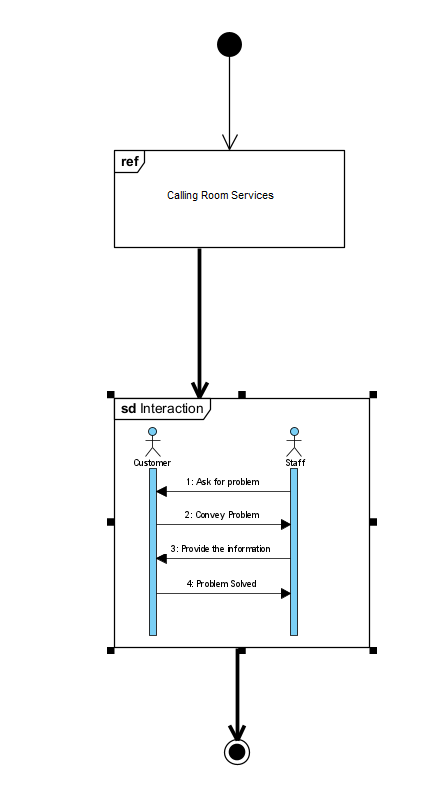 ref
Calling Room Services
sd Interaction
Customer
Staff
1: Ask for problem
2: Convey Problem
3: Provide the information
4: Problem Solved